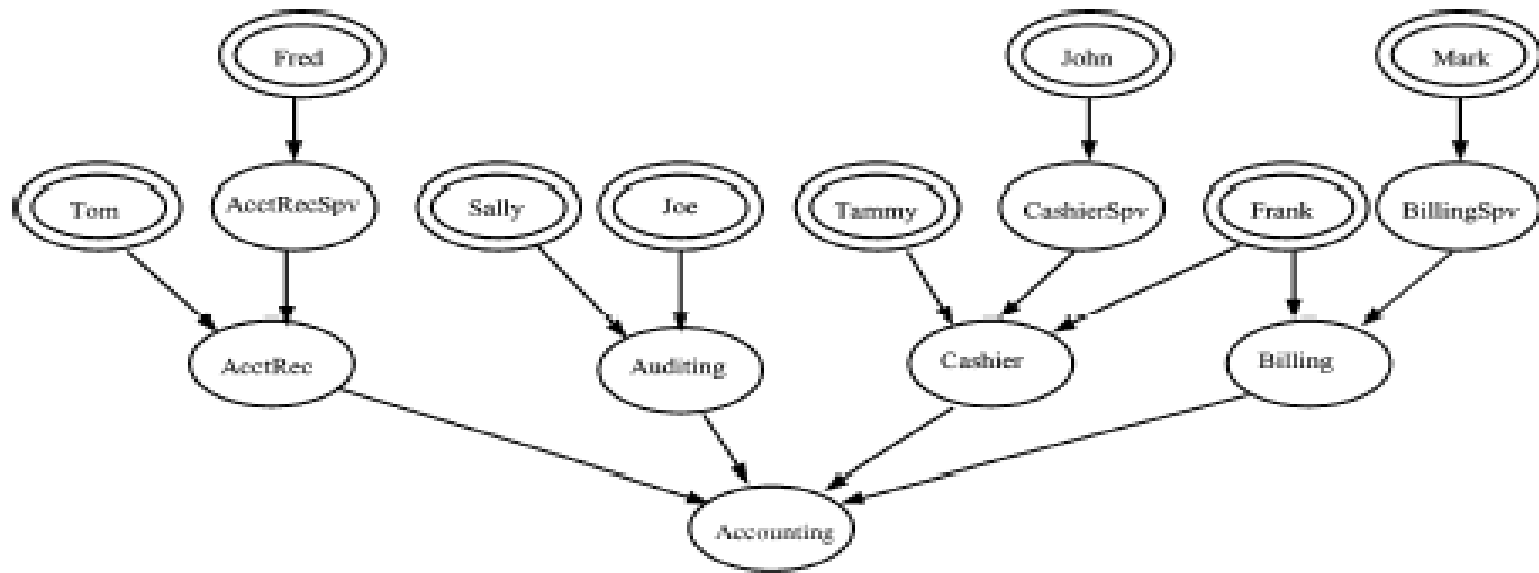 Fred
John
Mark
Tom
AcctRecSpv
Sally
Joe
Tammy
CashierSpv
Frank
BillingSpv
AcctRec
Auditing
Cashier
Billing
Accounting